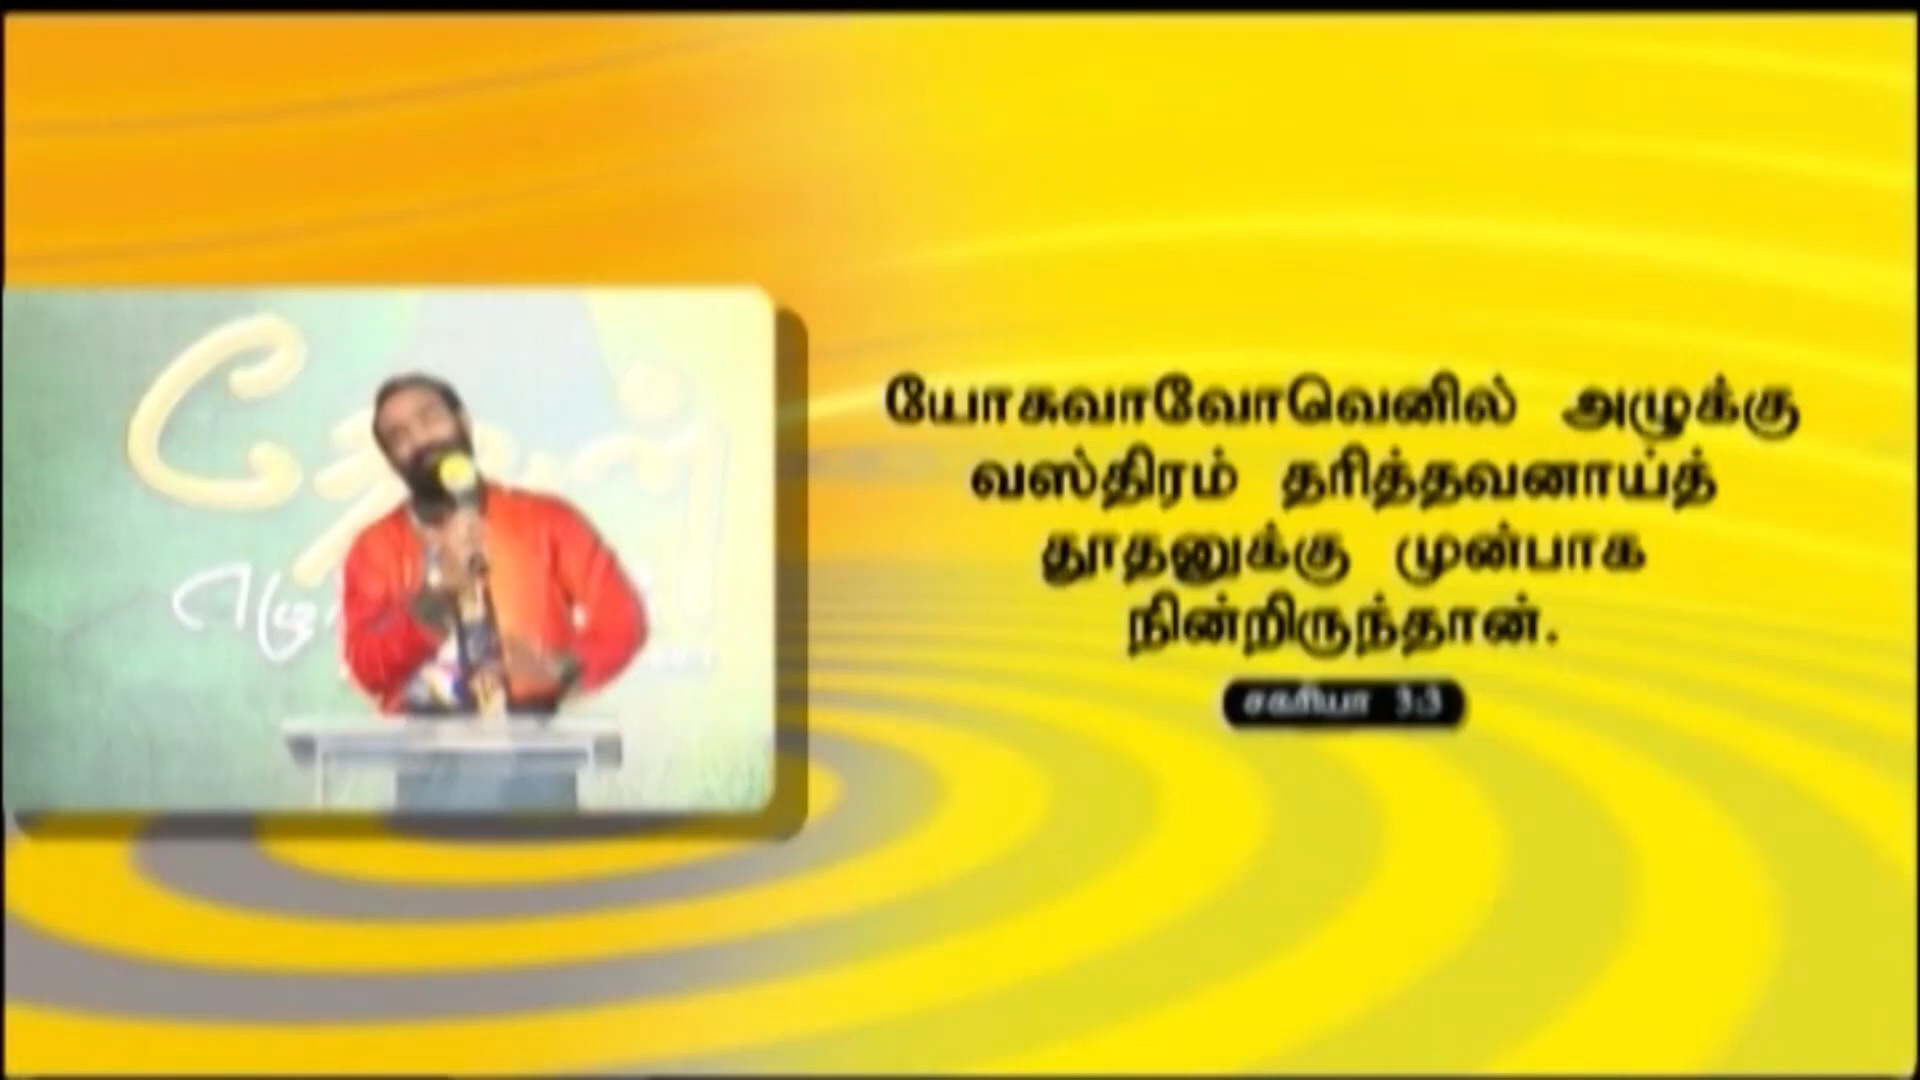 யோசுவாவோவெனில் அழுக்கு
வஸ்திரம் தரித்தவனாய்த்
தூதனுக்கு முன்பாக
நின்றிருந்தான்.
சகரியா 3:3